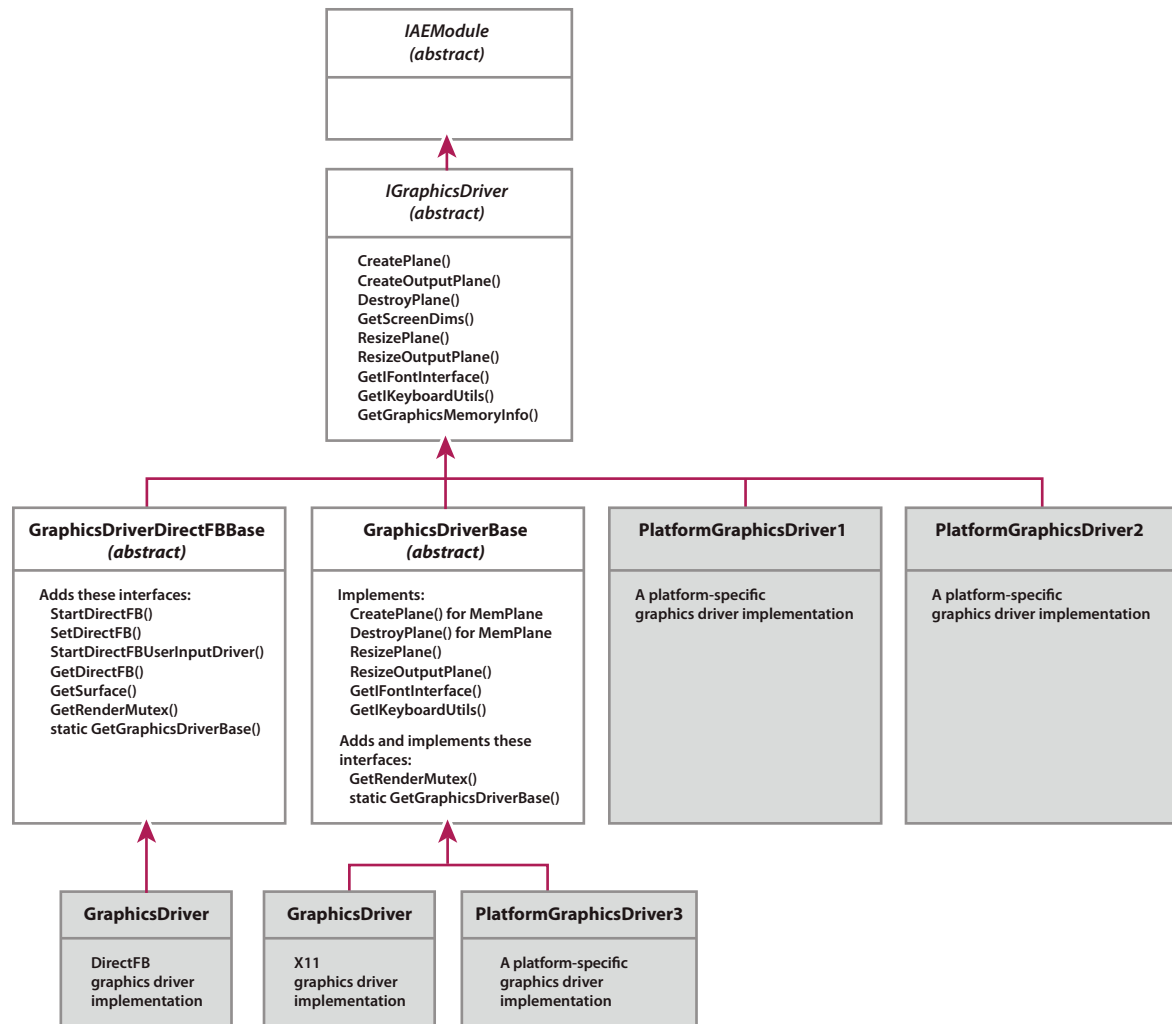 IAEModule
(abstract)
IGraphicsDriver
(abstract)
CreatePlane()
CreateOutputPlane()
DestroyPlane()
GetScreenDims()
ResizePlane()
ResizeOutputPlane()
GetIFontInterface()
GetIKeyboardUtils()
GetGraphicsMemoryInfo()
GraphicsDriverDirectFBBase
(abstract)
Adds these interfaces:
StartDirectFB()
SetDirectFB()
StartDirectFBUserInputDriver()
GetDirectFB()
GetSurface()
GetRenderMutex()
static GetGraphicsDriverBase()
GraphicsDriverBase
(abstract)
Implements:
CreatePlane() for MemPlane
DestroyPlane() for MemPlane
ResizePlane()
ResizeOutputPlane()
GetIFontInterface()
GetIKeyboardUtils()
Adds and implements these
interfaces:
GetRenderMutex()
static GetGraphicsDriverBase()
PlatformGraphicsDriver1
A platform-specific
graphics driver implementation
PlatformGraphicsDriver2
A platform-specific
graphics driver implementation
GraphicsDriver
DirectFB
graphics driver
implementation
GraphicsDriver
X11
graphics driver
implementation
PlatformGraphicsDriver3
A platform-specific
graphics driver
implementation